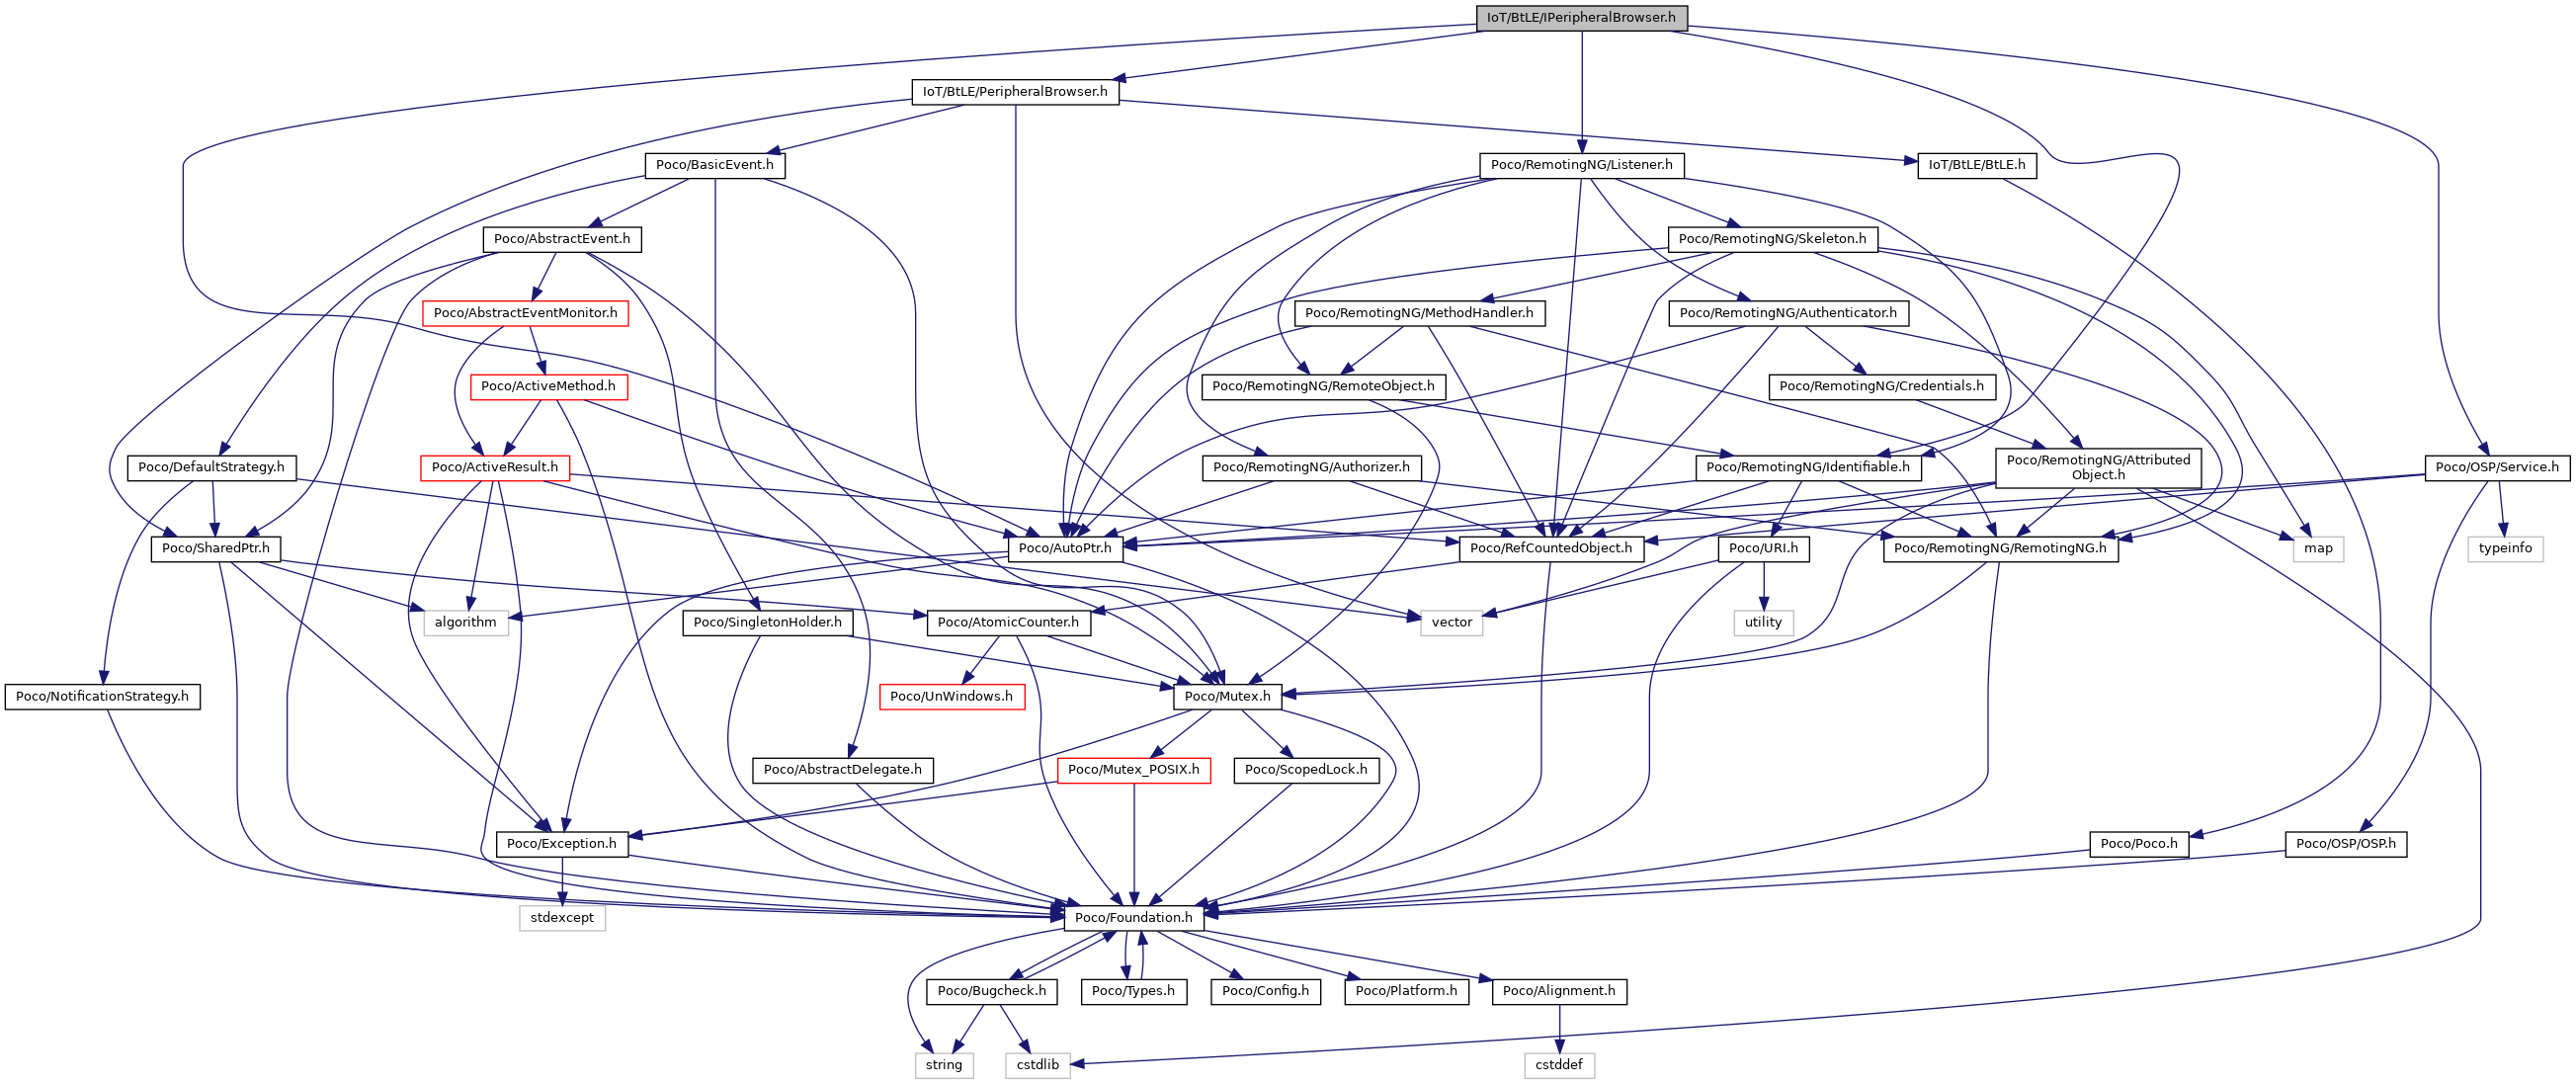 IoT/BtLE/IPeripheralBrowser.h
IoT/BtLE/PeripheralBrowser.h
Poco/BasicEvent.h
Poco/RemotingNG/Listener.h
IoT/BtLE/BtLE.h
Poco/AbstractEvent.h
Poco/RemotingNG/Skeleton.h
Poco/AbstractEventMonitor.h
Poco/RemotingNG/MethodHandler.h
Poco/RemotingNG/Authenticator.h
Poco/ActiveMethod.h
Poco/RemotingNG/RemoteObject.h
Poco/RemotingNG/Credentials.h
Poco/DefaultStrategy.h
Poco/ActiveResult.h
Poco/RemotingNG/Authorizer.h
Poco/RemotingNG/Identifiable.h
Poco/RemotingNG/Attributed
Object.h
Poco/OSP/Service.h
Poco/SharedPtr.h
Poco/AutoPtr.h
Poco/RefCountedObject.h
Poco/URI.h
Poco/RemotingNG/RemotingNG.h
map
typeinfo
algorithm
Poco/SingletonHolder.h
Poco/AtomicCounter.h
vector
utility
Poco/NotificationStrategy.h
Poco/UnWindows.h
Poco/Mutex.h
Poco/AbstractDelegate.h
Poco/Mutex_POSIX.h
Poco/ScopedLock.h
Poco/Exception.h
Poco/Poco.h
Poco/OSP/OSP.h
stdexcept
Poco/Foundation.h
Poco/Bugcheck.h
Poco/Types.h
Poco/Config.h
Poco/Platform.h
Poco/Alignment.h
string
cstdlib
cstddef